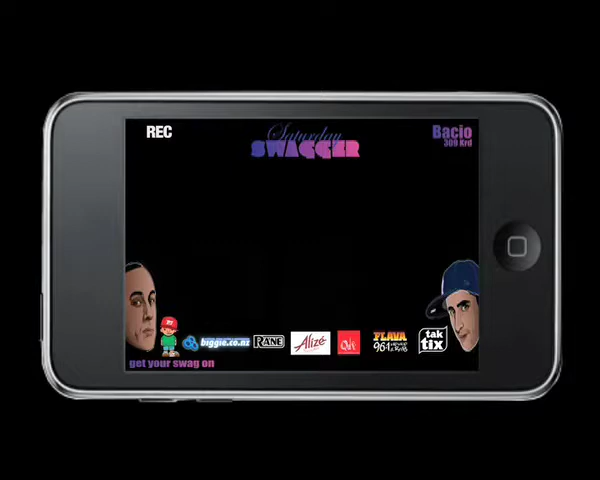 REC
Saturday
SWAGGER
Bacio
309 Krd
biggie.co.nz
RANE
Alizé
FLAVA
96.1
tak
tix
get your swag on